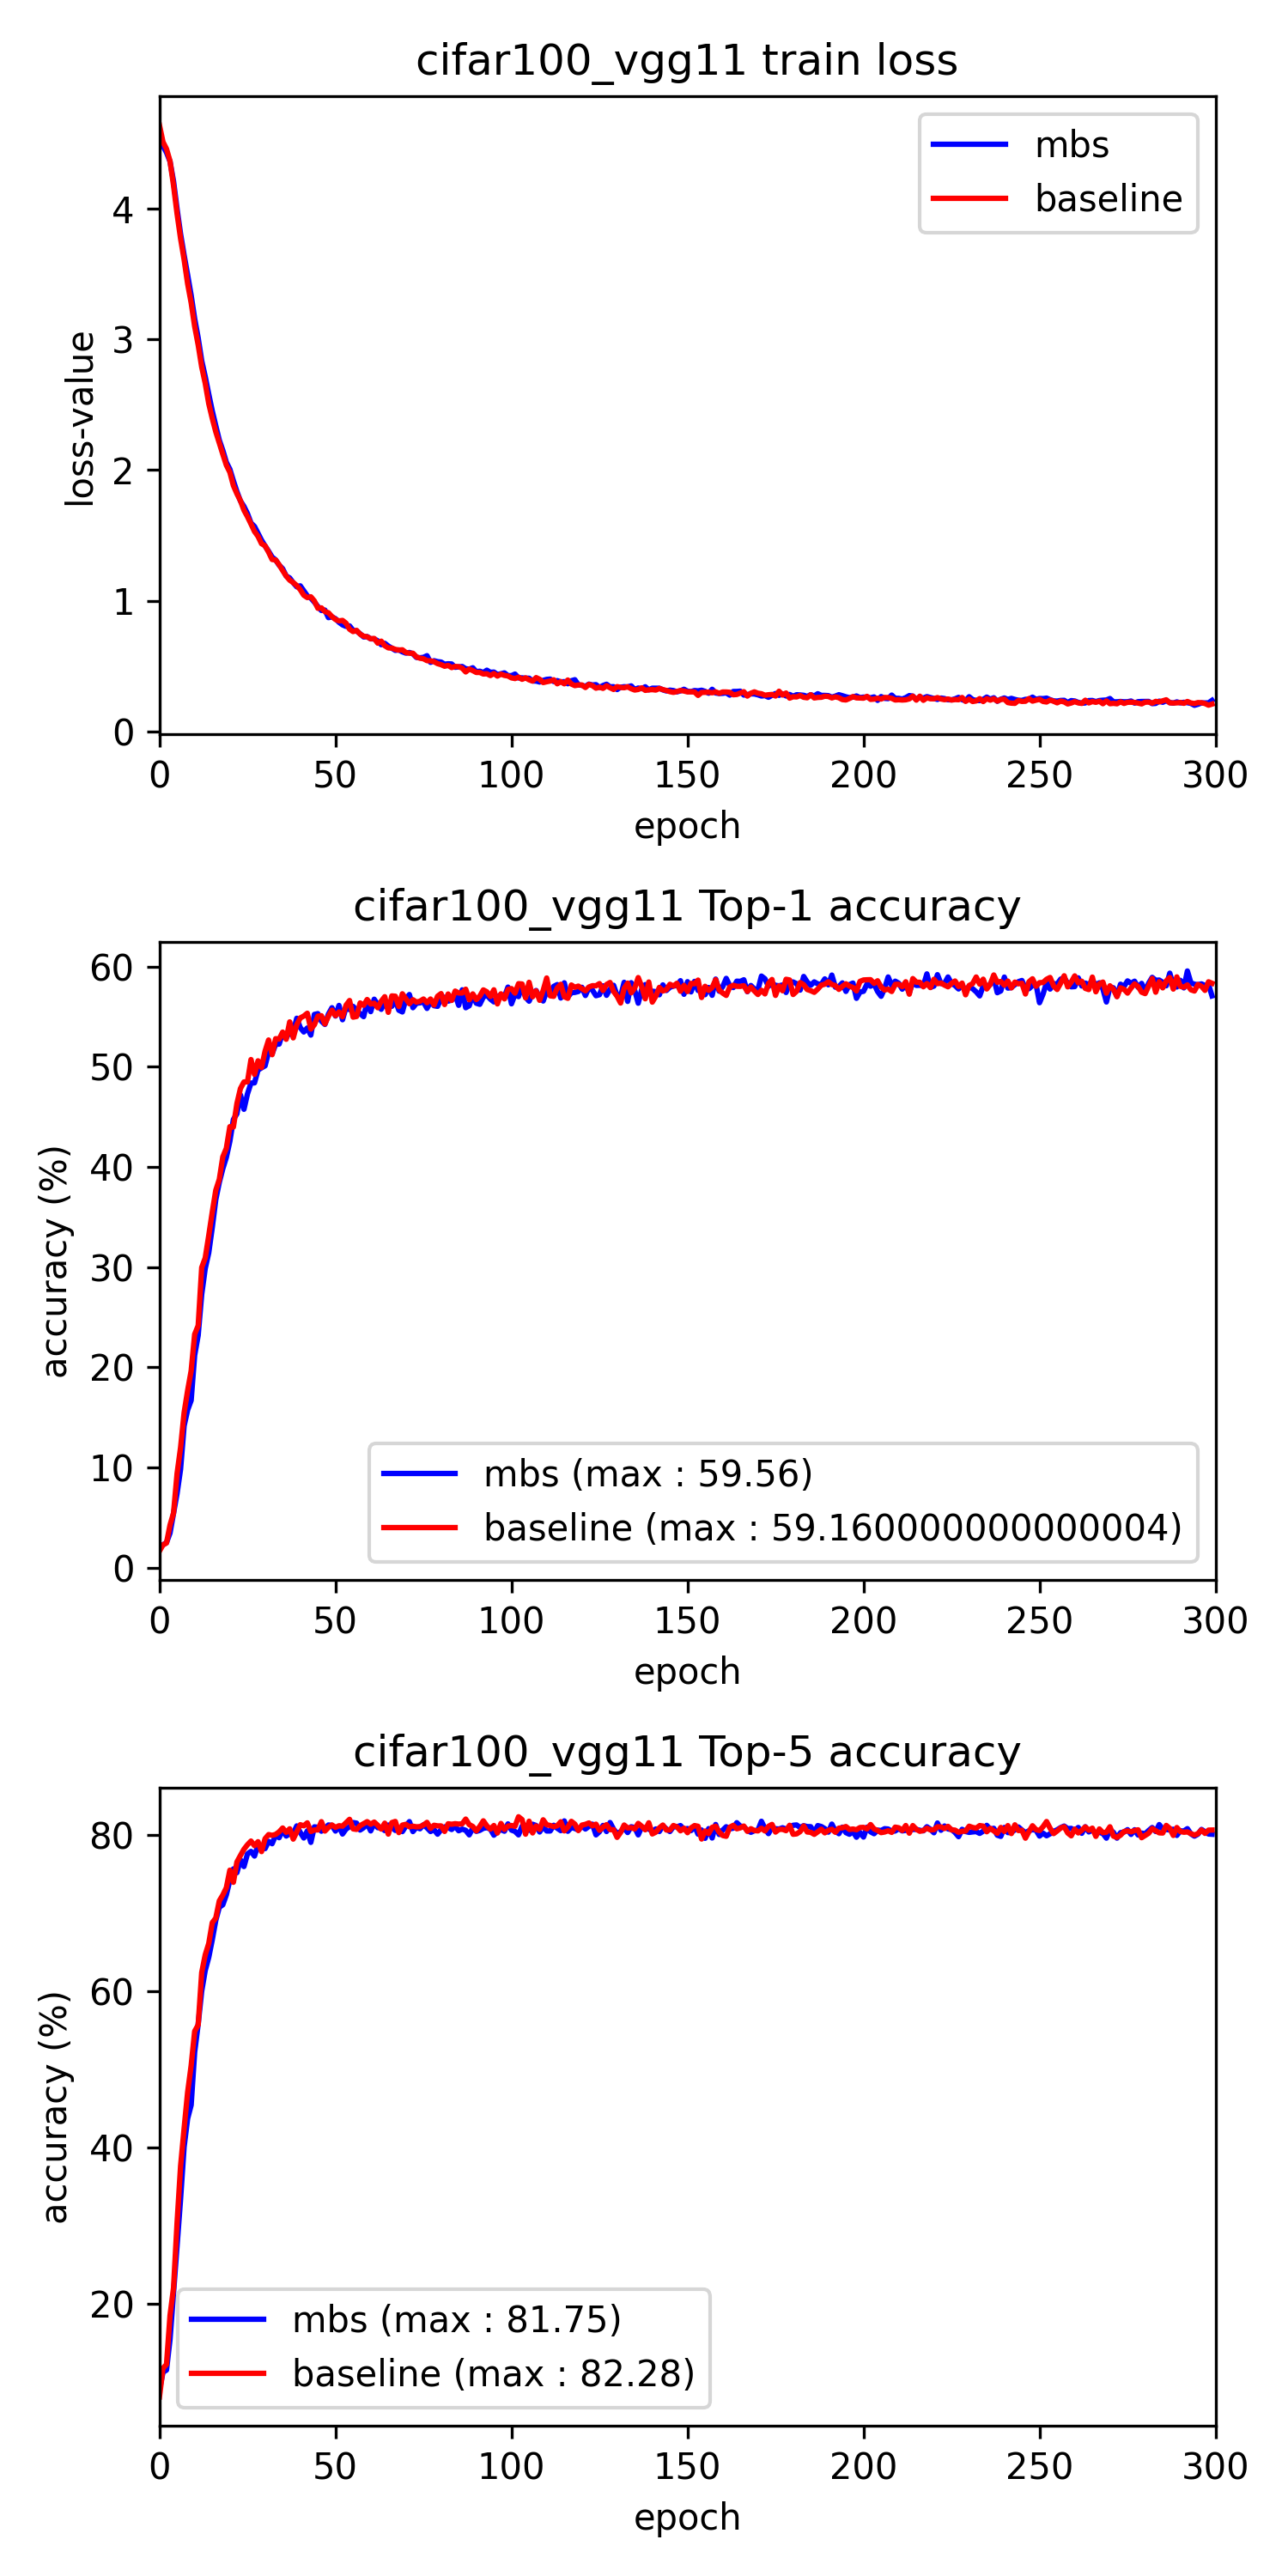 cifar100_vgg11 train loss
mbs
baseline
loss-value
4
3
2
1
0
0 50 100 150 200 250 300
epoch
cifar100_vgg11 Top-1 accuracy
accuracy (%)
60
50
40
30
20
10
0
mbs (max : 59.56)
baseline (max : 59.160000000000004)
0 50 100 150 200 250 300
epoch
cifar100_vgg11 Top-5 accuracy
accuracy (%)
80
60
40
20
mbs (max : 81.75)
baseline (max : 82.28)
0 50 100 150 200 250 300
epoch